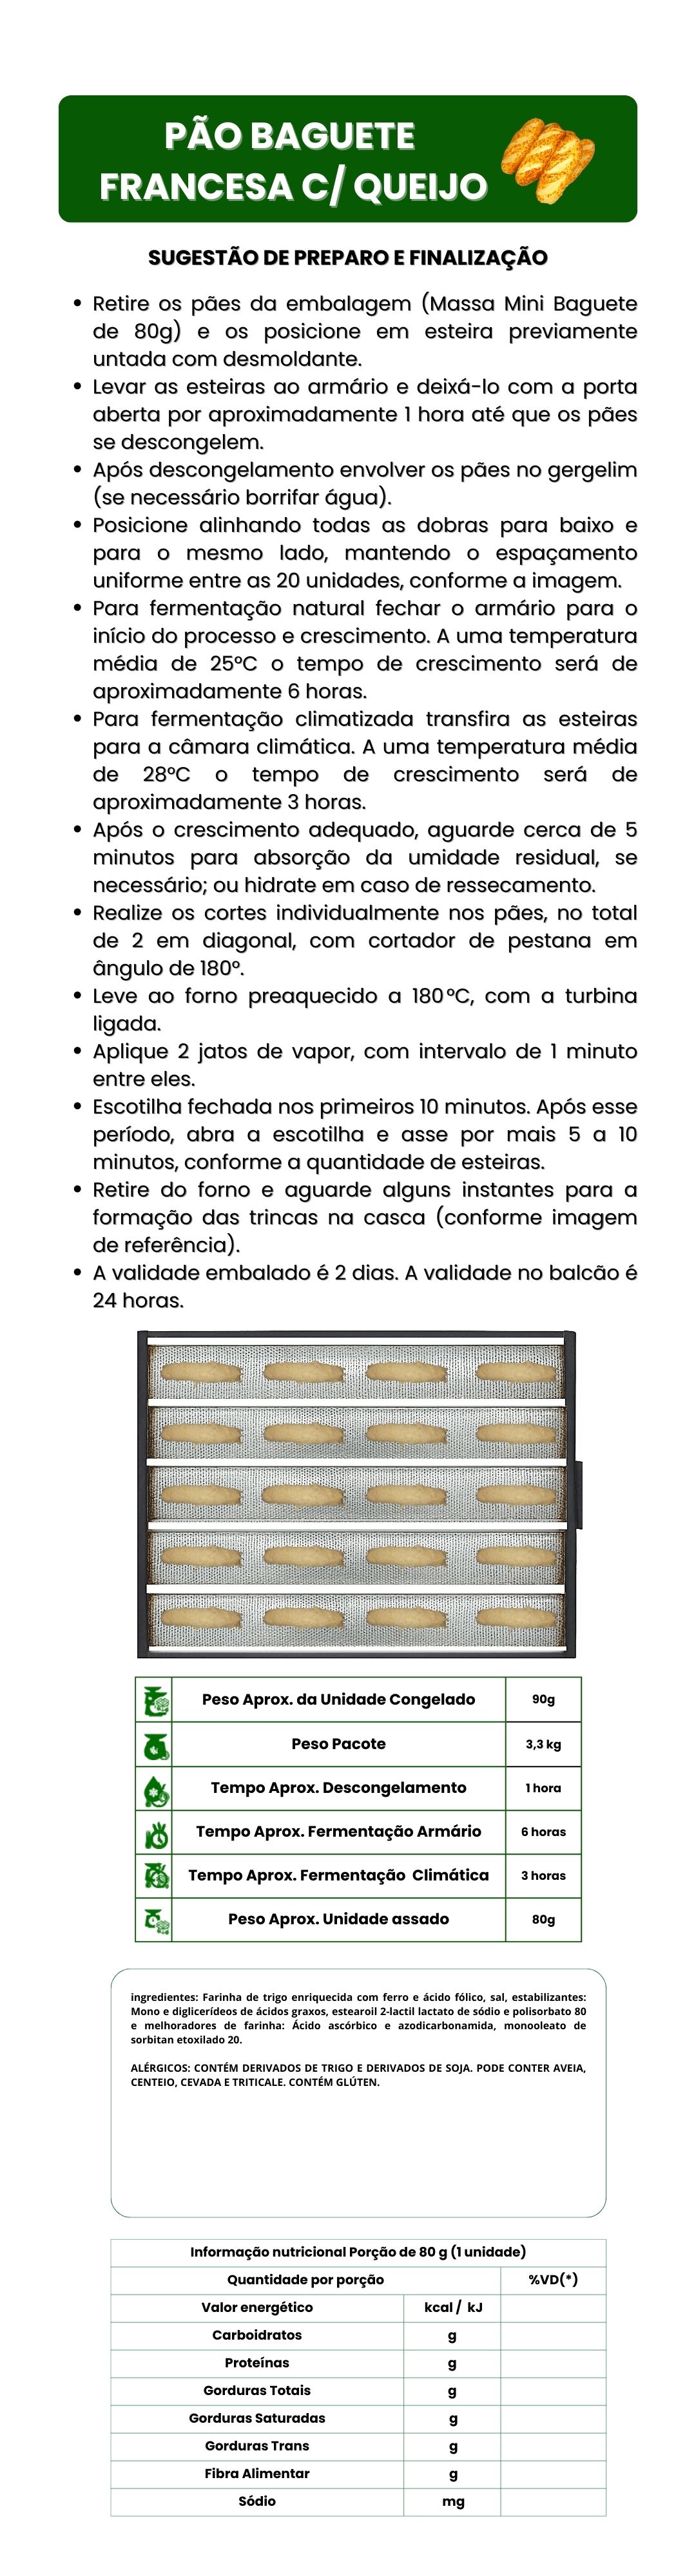 PÃO BAGUETE
FRANCESA C/ QUEIJO
SUGESTÃO DE PREPARO E FINALIZAÇÃO
• Retire os pães da embalagem (Massa Mini Baguete
de 80g) e os posicione em esteira previamente
untada com desmoldante.
• Levar as esteiras ao armário e deixá-lo com a porta
aberta por aproximadamente 1 hora até que os pães
se descongelem.
• Após descongelamento envolver os pães no gergelim
(se necessário borrifar água).
• Posicione alinhando todas as dobras para baixo e
para o mesmo lado, mantendo o espaçamento
uniforme entre as 20 unidades, conforme a imagem.
• Para fermentação natural fechar o armário para o
início do processo e crescimento. A uma temperatura
média de 25°C o tempo de crescimento será de
aproximadamente 6 horas.
• Para fermentação climatizada transfira as esteiras
para a câmara climática. A uma temperatura média
de 28°C o tempo de crescimento será de
aproximadamente 3 horas.
• Após o crescimento adequado, aguarde cerca de 5
minutos para absorção da umidade residual, se
necessário; ou hidrate em caso de ressecamento.
• Realize os cortes individualmente nos pães, no total
de 2 em diagonal, com cortador de pestana em
ângulo de 180°.
• Leve ao forno preaquecido a 180 °C, com a turbina
ligada.
• Aplique 2 jatos de vapor, com intervalo de 1 minuto
entre eles.
• Escotilha fechada nos primeiros 10 minutos. Após esse
período, abra a escotilha e asse por mais 5 a 10
minutos, conforme a quantidade de esteiras.
• Retire do forno e aguarde alguns instantes para a
formação das trincas na casca (conforme imagem
de referência).
• A validade embalado é 2 dias. A validade no balcão é
24 horas.
Peso Aprox. da Unidade Congelado 90g
Peso Pacote 3,3 kg
Tempo Aprox. Descongelamento 1 hora
Tempo Aprox. Fermentação Armário 6 horas
Tempo Aprox. Fermentação Climática 3 horas
Peso Aprox. Unidade assado 80g
ingredientes: Farinha de trigo enriquecida com ferro e ácido fólico, sal, estabilizantes:
Mono e diglicerídeos de ácidos graxos, estearoil 2-lactil lactato de sódio e polisorbato 80
e melhoradores de farinha: Ácido ascórbico e azodicarbonamida, monooleato de
sorbitan etoxilado 20.
ALÉRGICOS: CONTÉM DERIVADOS DE TRIGO E DERIVADOS DE SOJA. PODE CONTER AVEIA,
CENTEIO, CEVADA E TRITICALE. CONTÉM GLÚTEN.
Informação nutricional Porção de 80 g (1 unidade)
Quantidade por porção %VD(*)
Valor energético kcal / kJ
Carboidratos g
Proteínas g
Gorduras Totais g
Gorduras Saturadas g
Gorduras Trans g
Fibra Alimentar g
Sódio mg